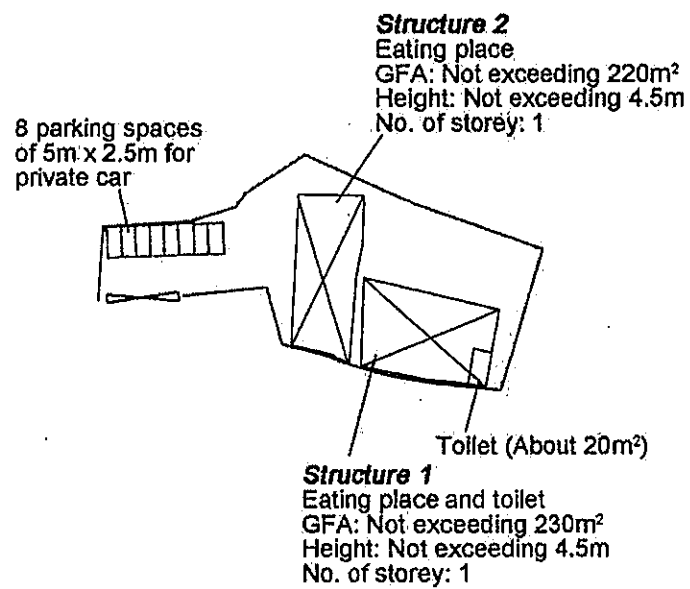 Structure 2
Eating place
GFA: Not exceeding 220m²
Height: Not exceeding 4.5m
No. of storey: 1
8 parking spaces
of 5m x 2.5m for
private car
Toilet (About 20m²)
Structure 1
Eating place and toilet
GFA: Not exceeding 230m²
Height: Not exceeding 4.5m
No. of storey: 1